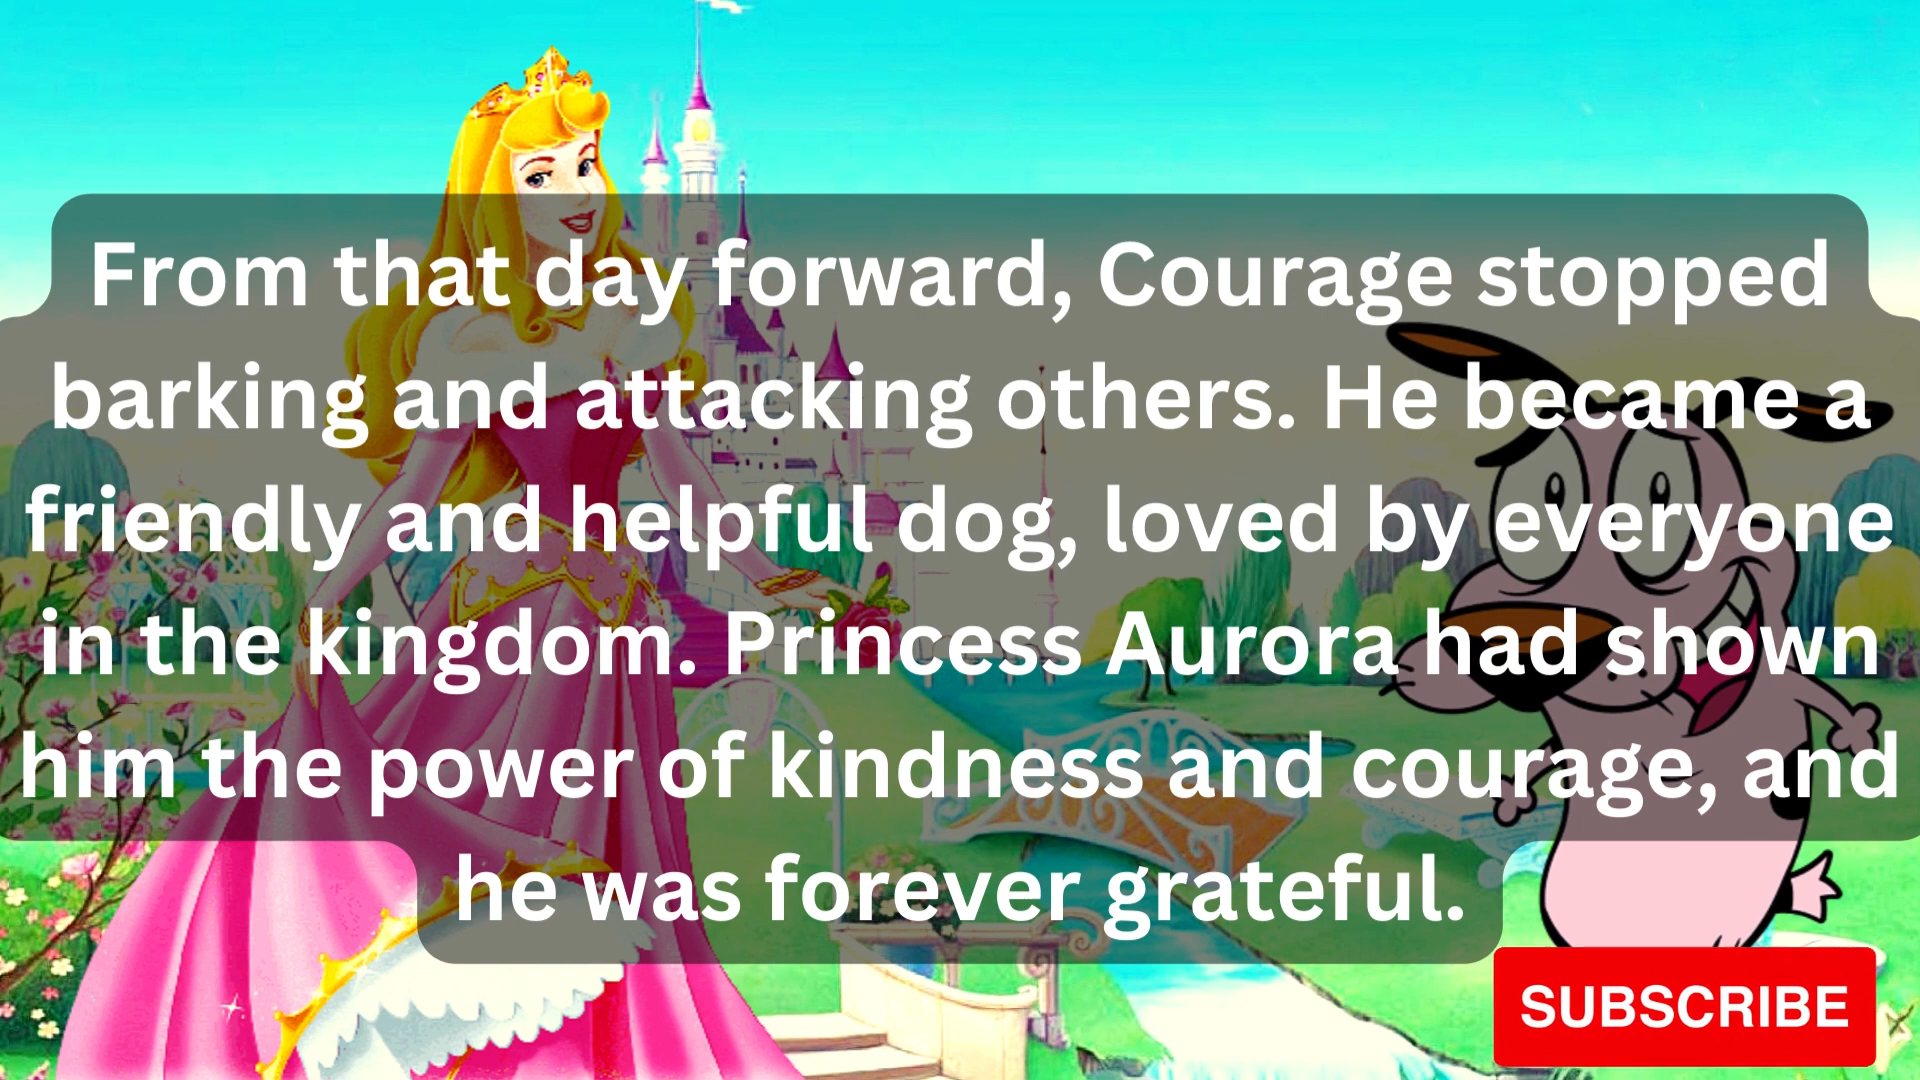 From that day forward, Courage stopped
barking and attacking others. He became a
friendly and helpful dog, loved by everyone
in the kingdom. Princess Aurora had shown
him the power of kindness and courage, and
he was forever grateful.
SUBSCRIBE